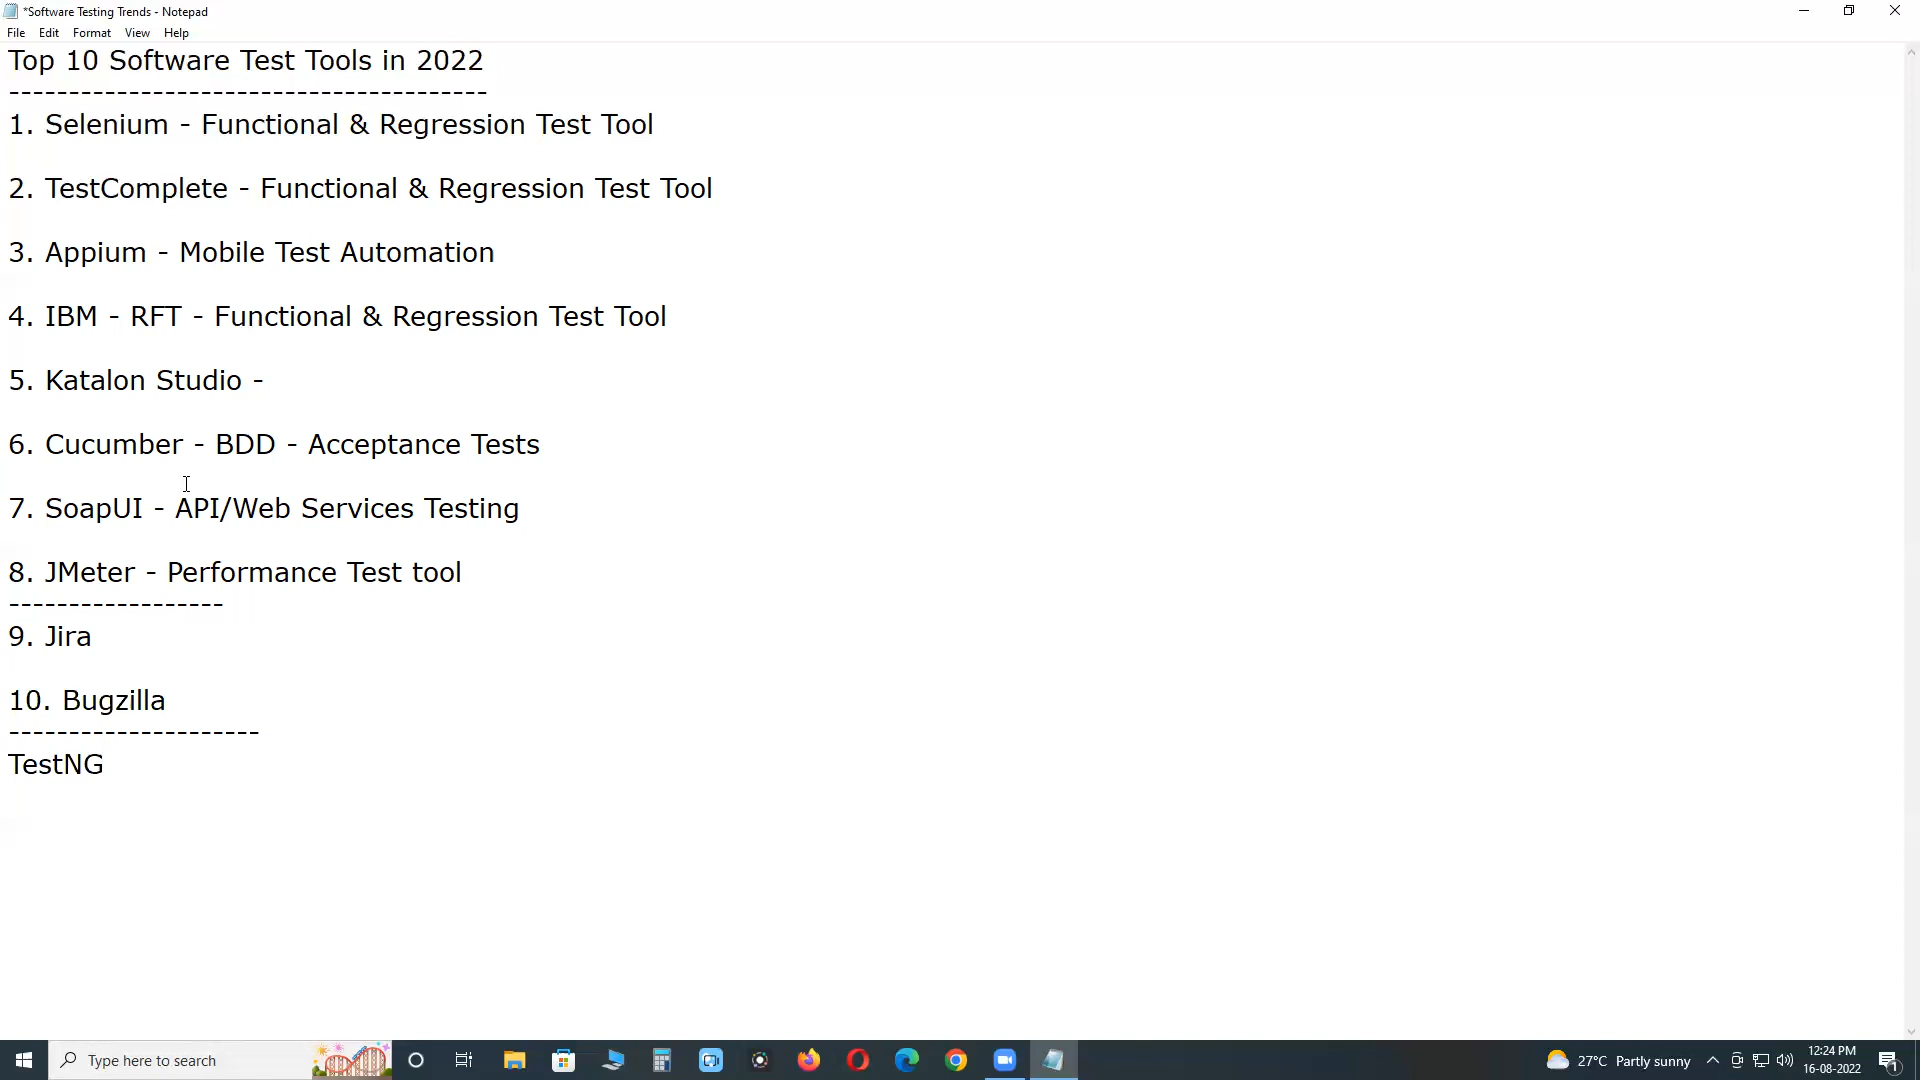 *Software Testing Trends - Notepad
File Edit Format View Help
Top 10 Software Test Tools in 2022
----------------------------------------
1. Selenium - Functional & Regression Test Tool
2. TestComplete - Functional & Regression Test Tool
3. Appium - Mobile Test Automation
4. IBM - RFT - Functional & Regression Test Tool
5. Katalon Studio -
6. Cucumber - BDD - Acceptance Tests
7. SoapUI - API/Web Services Testing
8. JMeter - Performance Test tool
------------------
9. Jira
10. Bugzilla
---------------------
TestNG
Type here to search
27°C Partly sunny
12:24 PM
16-08-2022
1